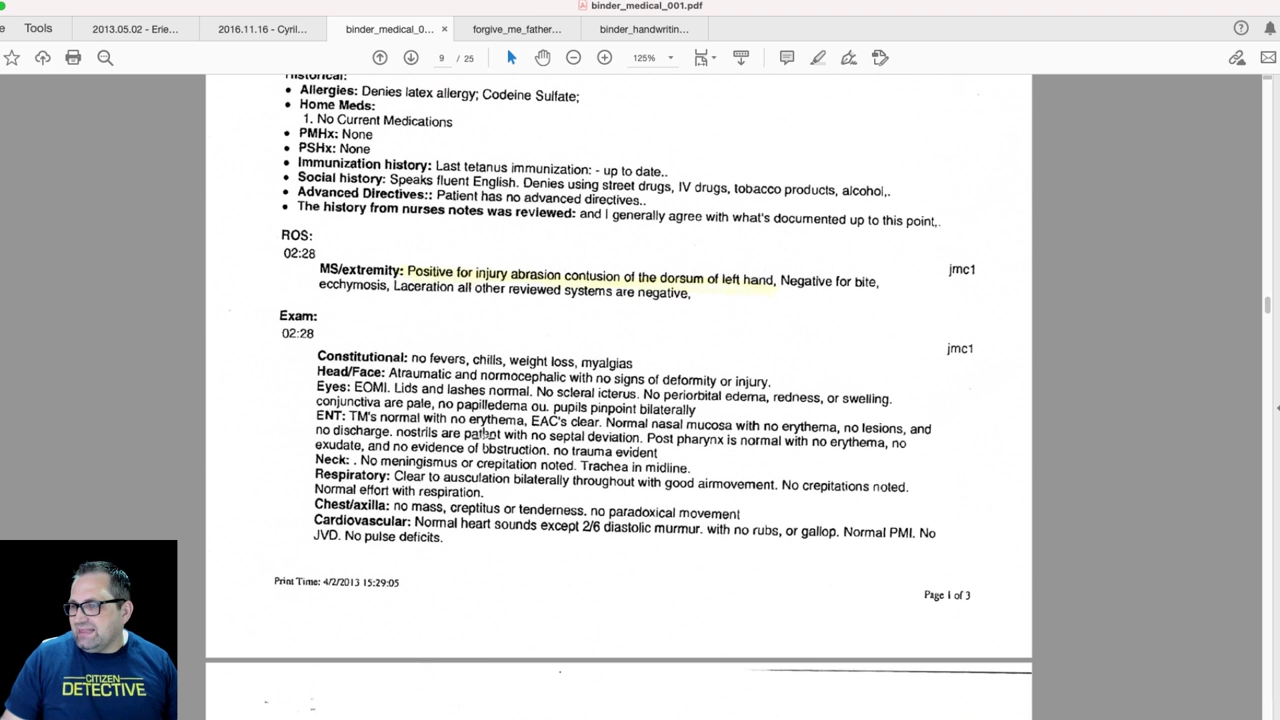 binder_medical_001.pdf
Tools
2013.05.02 - Erie...
2016.11.16 - Cyril...
binder_medical_0... ×
forgive_me_father...
binder_handwritin...
9 / 25
125%
Historical:
• Allergies: Denies latex allergy; Codeine Sulfate;
• Home Meds:
1. No Current Medications
• PMHx: None
• PSHx: None
• Immunization history: Last tetanus immunization: - up to date..
• Social history: Speaks fluent English. Denies using street drugs, IV drugs, tobacco products, alcohol,.
• Advanced Directives:: Patient has no advanced directives..
• The history from nurses notes was reviewed: and I generally agree with what's documented up to this point,.
ROS:
02:28
jmc1
MS/extremity: Positive for injury abrasion contusion of the dorsum of left hand, Negative for bite,
ecchymosis, Laceration all other reviewed systems are negative,
Exam:
02:28
jmc1
Constitutional: no fevers, chills, weight loss, myalgias
Head/Face: Atraumatic and normocephalic with no signs of deformity or injury.
Eyes: EOMI. Lids and lashes normal. No scleral icterus. No periorbital edema, redness, or swelling.
conjunctiva are pale, no papilledema ou. pupils pinpoint bilaterally
ENT: TM's normal with no erythema, EAC's clear. Normal nasal mucosa with no erythema, no lesions, and
no discharge. nostrils are patent with no septal deviation. Post pharynx is normal with no erythema, no
exudate, and no evidence of obstruction. no trauma evident
Neck: . No meningismus or crepitation noted. Trachea in midline.
Respiratory: Clear to ausculation bilaterally throughout with good airmovement. No crepitations noted.
Normal effort with respiration.
Chest/axilla: no mass, creptitus or tenderness. no paradoxical movement
Cardiovascular: Normal heart sounds except 2/6 diastolic murmur. with no rubs, or gallop. Normal PMI. No
JVD. No pulse deficits.
Print Time: 4/2/2013 15:29:05
Page 1 of 3
CITIZEN
DETECTIVE